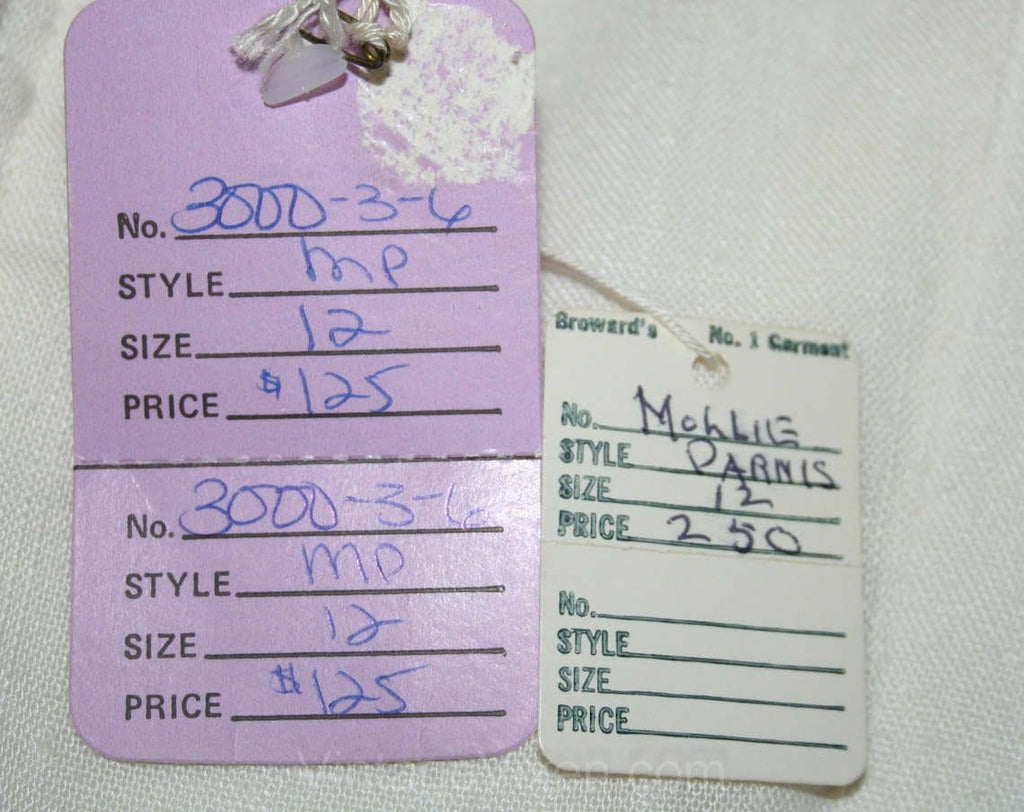 No. 3000-3-6
STYLE MP
SIZE 12
PRICE $125
No. 3000-3-6
STYLE MP
SIZE 12
PRICE $125
Broward's No. 1 Garment
No. MOLLIE
STYLE PARNIS
SIZE 12
PRICE 250
No.
STYLE
SIZE
PRICE